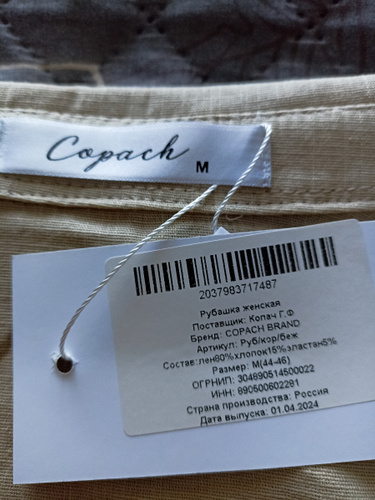 Copach
M
2037983717487
Рубашка женская
Поставщик: Копач Г.Ф
Бренд: COPACH BRAND
Артикул: Руб/кор/беж
Состав:лен80%хлопок15%эластан5%
Размер: M(44-46)
ОГРНИП: 304890514500022
ИНН: 890500602281
Страна производства: Россия
Дата выпуска: 01.04.2024